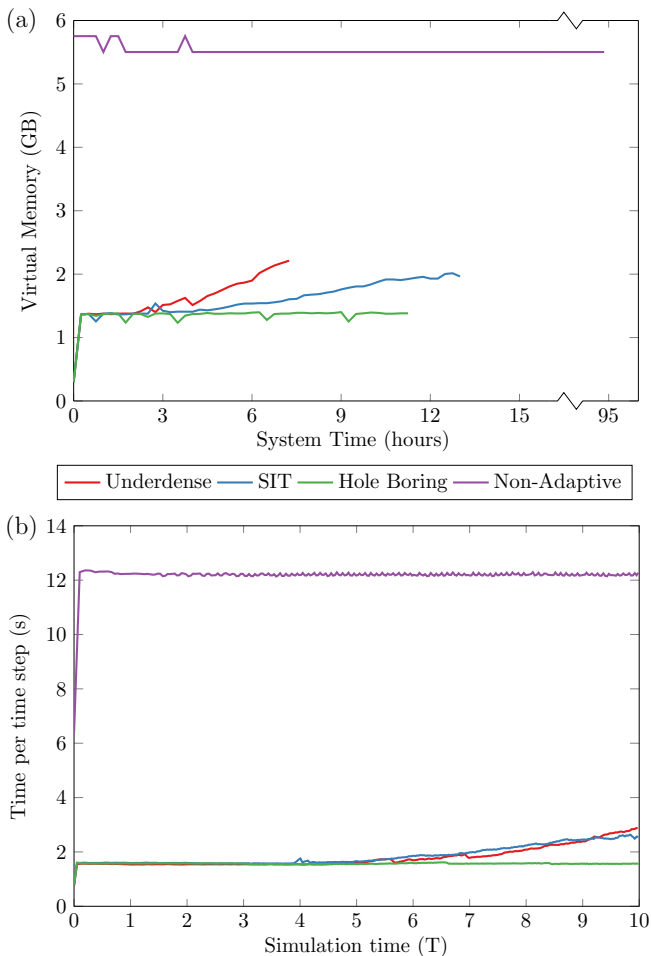 (a)
6
5
4
3
2
1
0
Virtual Memory (GB)
0 3 6 9 12 15 95
System Time (hours)
Underdense SIT Hole Boring Non-Adaptive
(b)
14
12
10
8
6
4
2
0
Time per time step (s)
0 1 2 3 4 5 6 7 8 9 10
Simulation time (T)